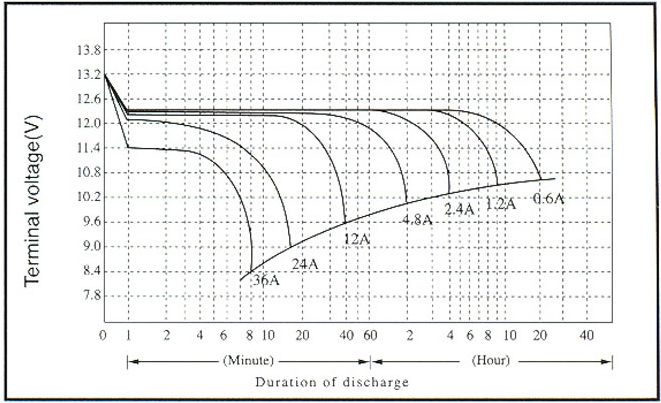 Terminal voltage(V)
13.8
13.2
12.6
12.0
11.4
10.8
10.2
9.6
9.0
8.4
7.8
36A
24A
12A
4.8A
2.4A
1.2A
0.6A
0 1 2 4 6 8 10 20 40 60 2 4 6 8 10 20 40
(Minute) (Hour)
Duration of discharge